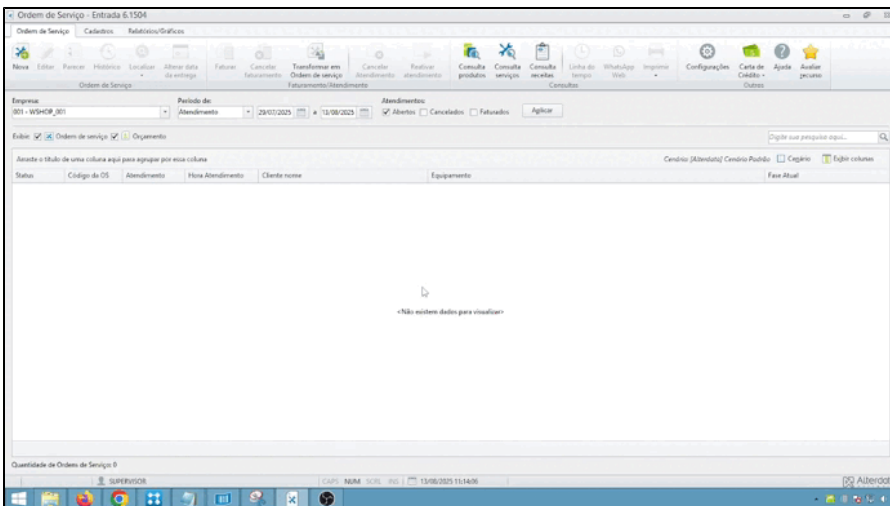 Ordem de Serviço - Entrada 6.1504
Ordem de Serviço Cadastros Relatórios/Gráficos
Nova Editar Parecer Histórico Localizar Alterar data da entrega Faturar Cancelar faturamento Transformar em Ordem de serviço Cancelar Atendimento Reativar atendimento Consulta produtos Consulta serviços Consulta receitas Linha do tempo WhatsApp Web Imprimir Configurações Carta de Crédito Ajuda Avaliar recurso
Ordem de Serviço Faturamento/Atendimento Consultas Outros
Empresa: Período de: Atendimentos:
001 - WSHOP_001 Atendimento 29/07/2025 a 13/08/2025 Abertos Cancelados Faturados Aplicar
Exibir: Ordem de serviço Orçamento Digite sua pesquisa aqui...
Arraste o título de uma coluna aqui para agrupar por essa coluna Cenário: [Alterdata] Cenário Padrão Cenário Exibir colunas
Status Código da OS Atendimento Hora Atendimento Cliente nome Equipamento Fase Atual
<Não existem dados para visualizar>
Quantidade de Ordens de Serviço: 0
SUPERVISOR CAPS NUM SCRL INS 13/08/2025 11:14:06 Alterdat